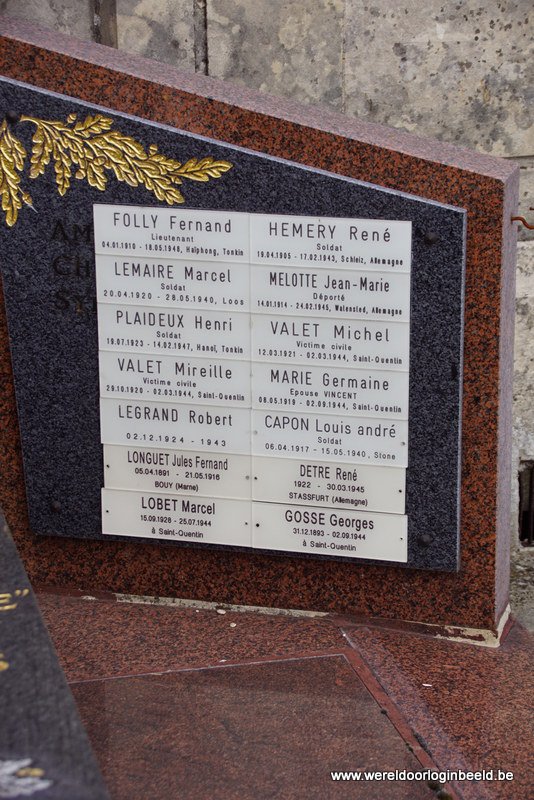 FOLLY Fernand
Lieutenant
04.01.1910 - 18.05.1948, Haïphong, Tonkin
HEMERY René
Soldat
19.04.1905 - 17.02.1943, Schleiz, Allemagne
LEMAIRE Marcel
Soldat
20.04.1920 - 28.05.1940, Loos
MELOTTE Jean-Marie
Déporté
14.01.1914 - 24.02.1945, Watensted, Allemagne
PLAIDEUX Henri
Soldat
19.07.1923 - 14.02.1947, Hanoï, Tonkin
VALET Michel
Victime civile
12.03.1921 - 02.03.1944, Saint-Quentin
VALET Mireille
Victime civile
29.10.1920 - 02.03.1944, Saint-Quentin
MARIE Germaine
Epouse VINCENT
08.05.1919 - 02.09.1944, Saint-Quentin
LEGRAND Robert
02.12.1924 - 1943
CAPON Louis andré
Soldat
06.04.1917 - 15.05.1940, Stone
LONGUET Jules Fernand
05.04.1891 - 21.05.1916
BOUY (Marne)
DETRE René
1922 - 30.03.1945
STASSFURT (Allemagne)
LOBET Marcel
15.09.1928 - 25.07.1944
à Saint-Quentin
GOSSE Georges
31.12.1893 - 02.09.1944
à Saint-Quentin
www.wereldoorloginbeeld.be